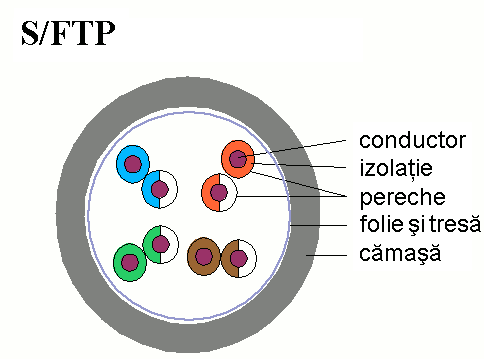 S/FTP
conductor
izolație
pereche
folie și tresă
cămașă